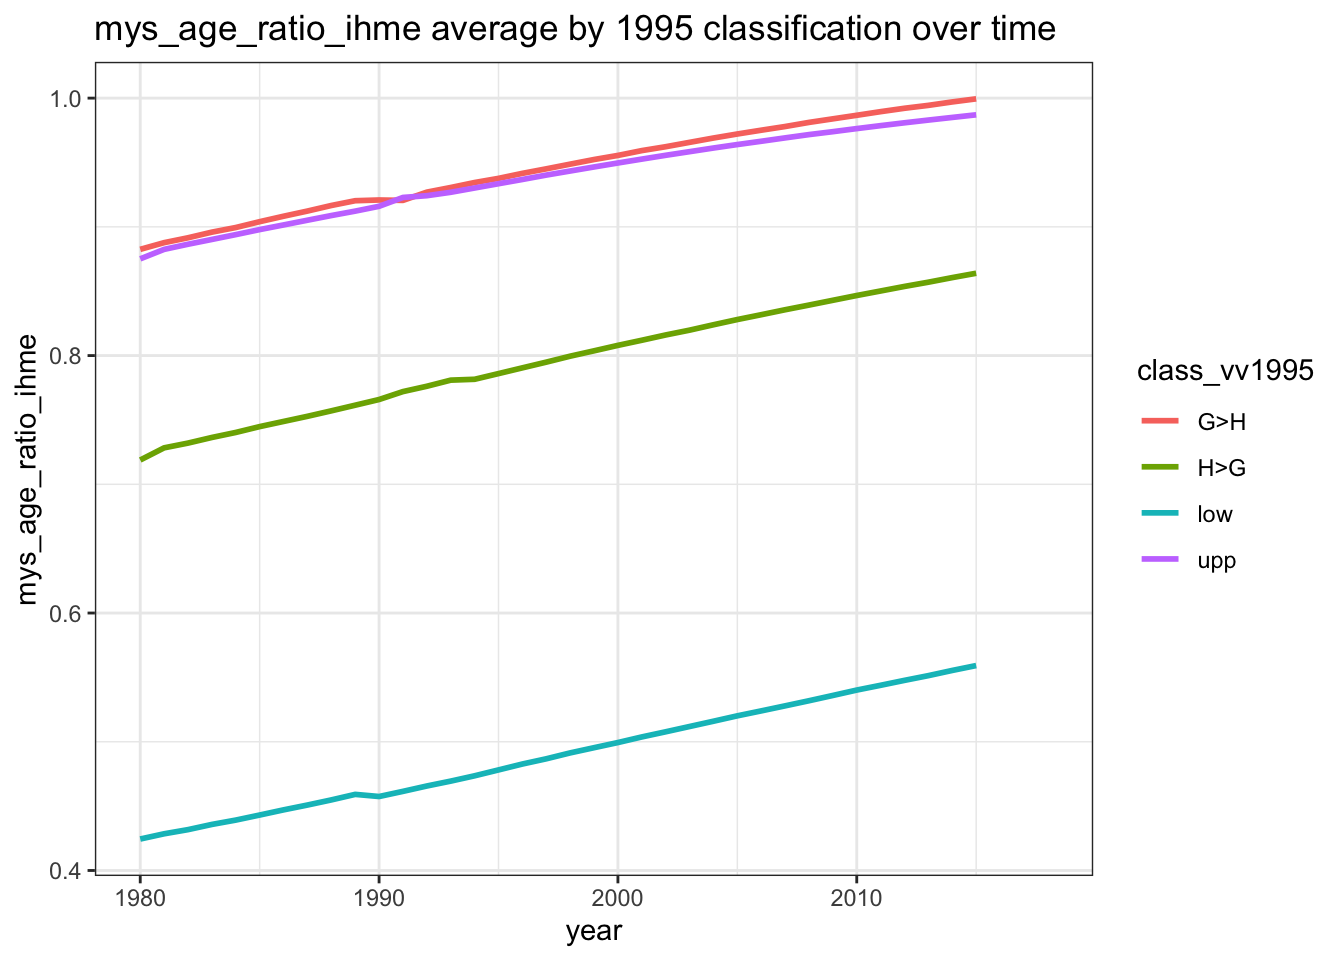 mys_age_ratio_ihme average by 1995 classification over time
mys_age_ratio_ihme
1.0
0.8
0.6
0.4
1980
1990
2000
2010
year
class_vv1995
G>H
H>G
low
upp